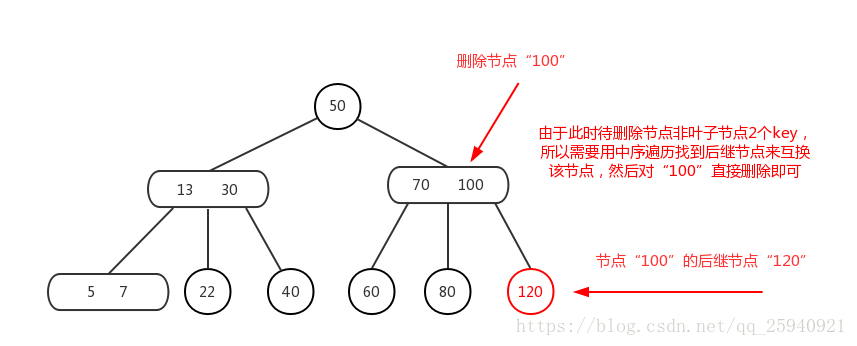 删除节点“100”
50
由于此时待删除节点非叶子节点2个key，
所以需要用中序遍历找到后继节点来互换
该节点，然后对“100”直接删除即可
13 30
70 100
节点“100”的后继节点“120”
5 7
22
40
60
80
120
https://blog.csdn.net/qq_25940921